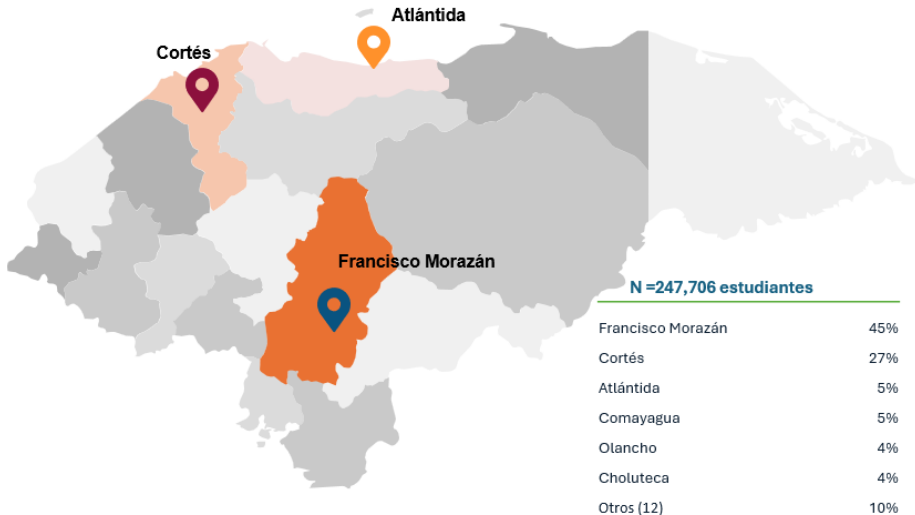 Atlántida
Cortés
Francisco Morazán
N =247,706 estudiantes
Francisco Morazán 45%
Cortés 27%
Atlántida 5%
Comayagua 5%
Olancho 4%
Choluteca 4%
Otros (12) 10%